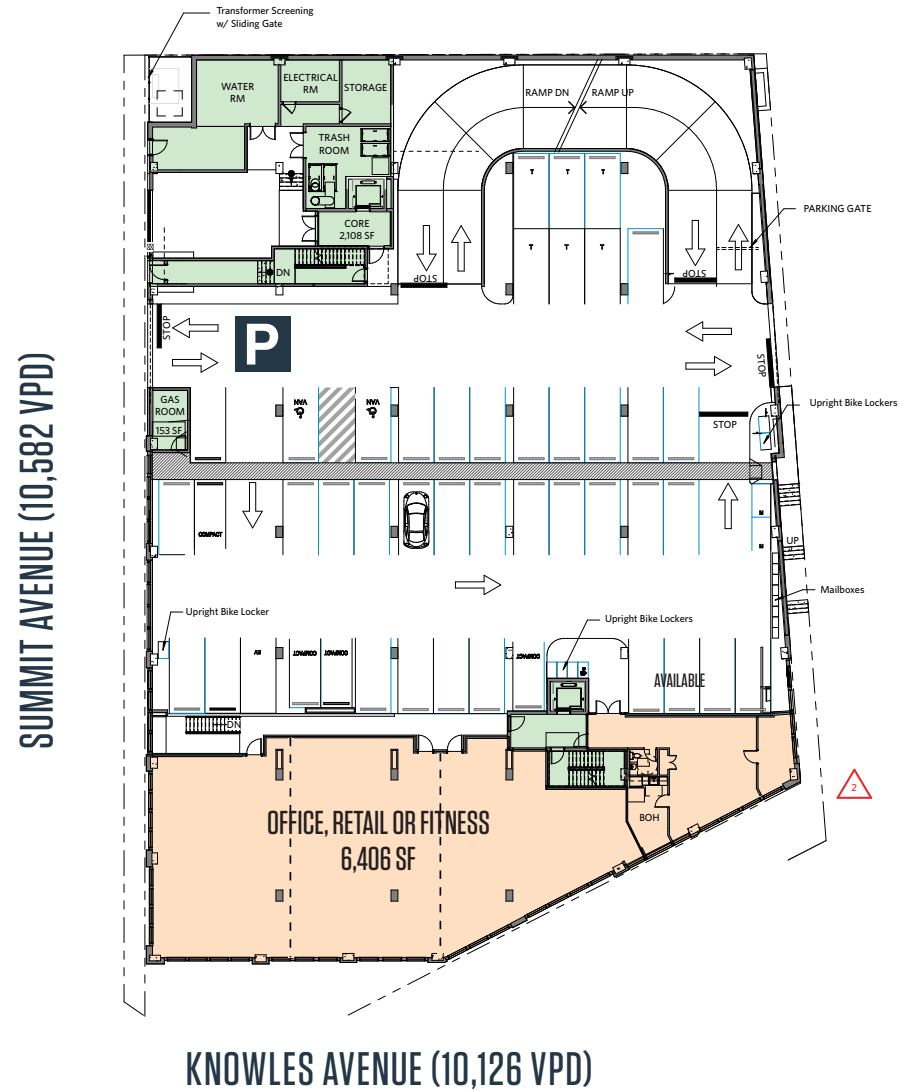 Transformer Screening
w/ Sliding Gate
WATER
RM
ELECTRICAL
RM
STORAGE
RAMP DN
RAMP UP
TRASH
ROOM
T
T
T
CORE
2,108 SF
PARKING GATE
T
T
T
DN
STOP
STOP
STOP
P
STOP
GAS
ROOM
153 SF
VAN
VAN
STOP
Upright Bike Lockers
COMPACT
M
M
UP
Mailboxes
Upright Bike Locker
Upright Bike Lockers
EV
COMPACT
COMPACT
COMPACT
AVAILABLE
DN
OFFICE, RETAIL OR FITNESS
6,406 SF
BOH
2
SUMMIT AVENUE (10,582 VPD)
KNOWLES AVENUE (10,126 VPD)